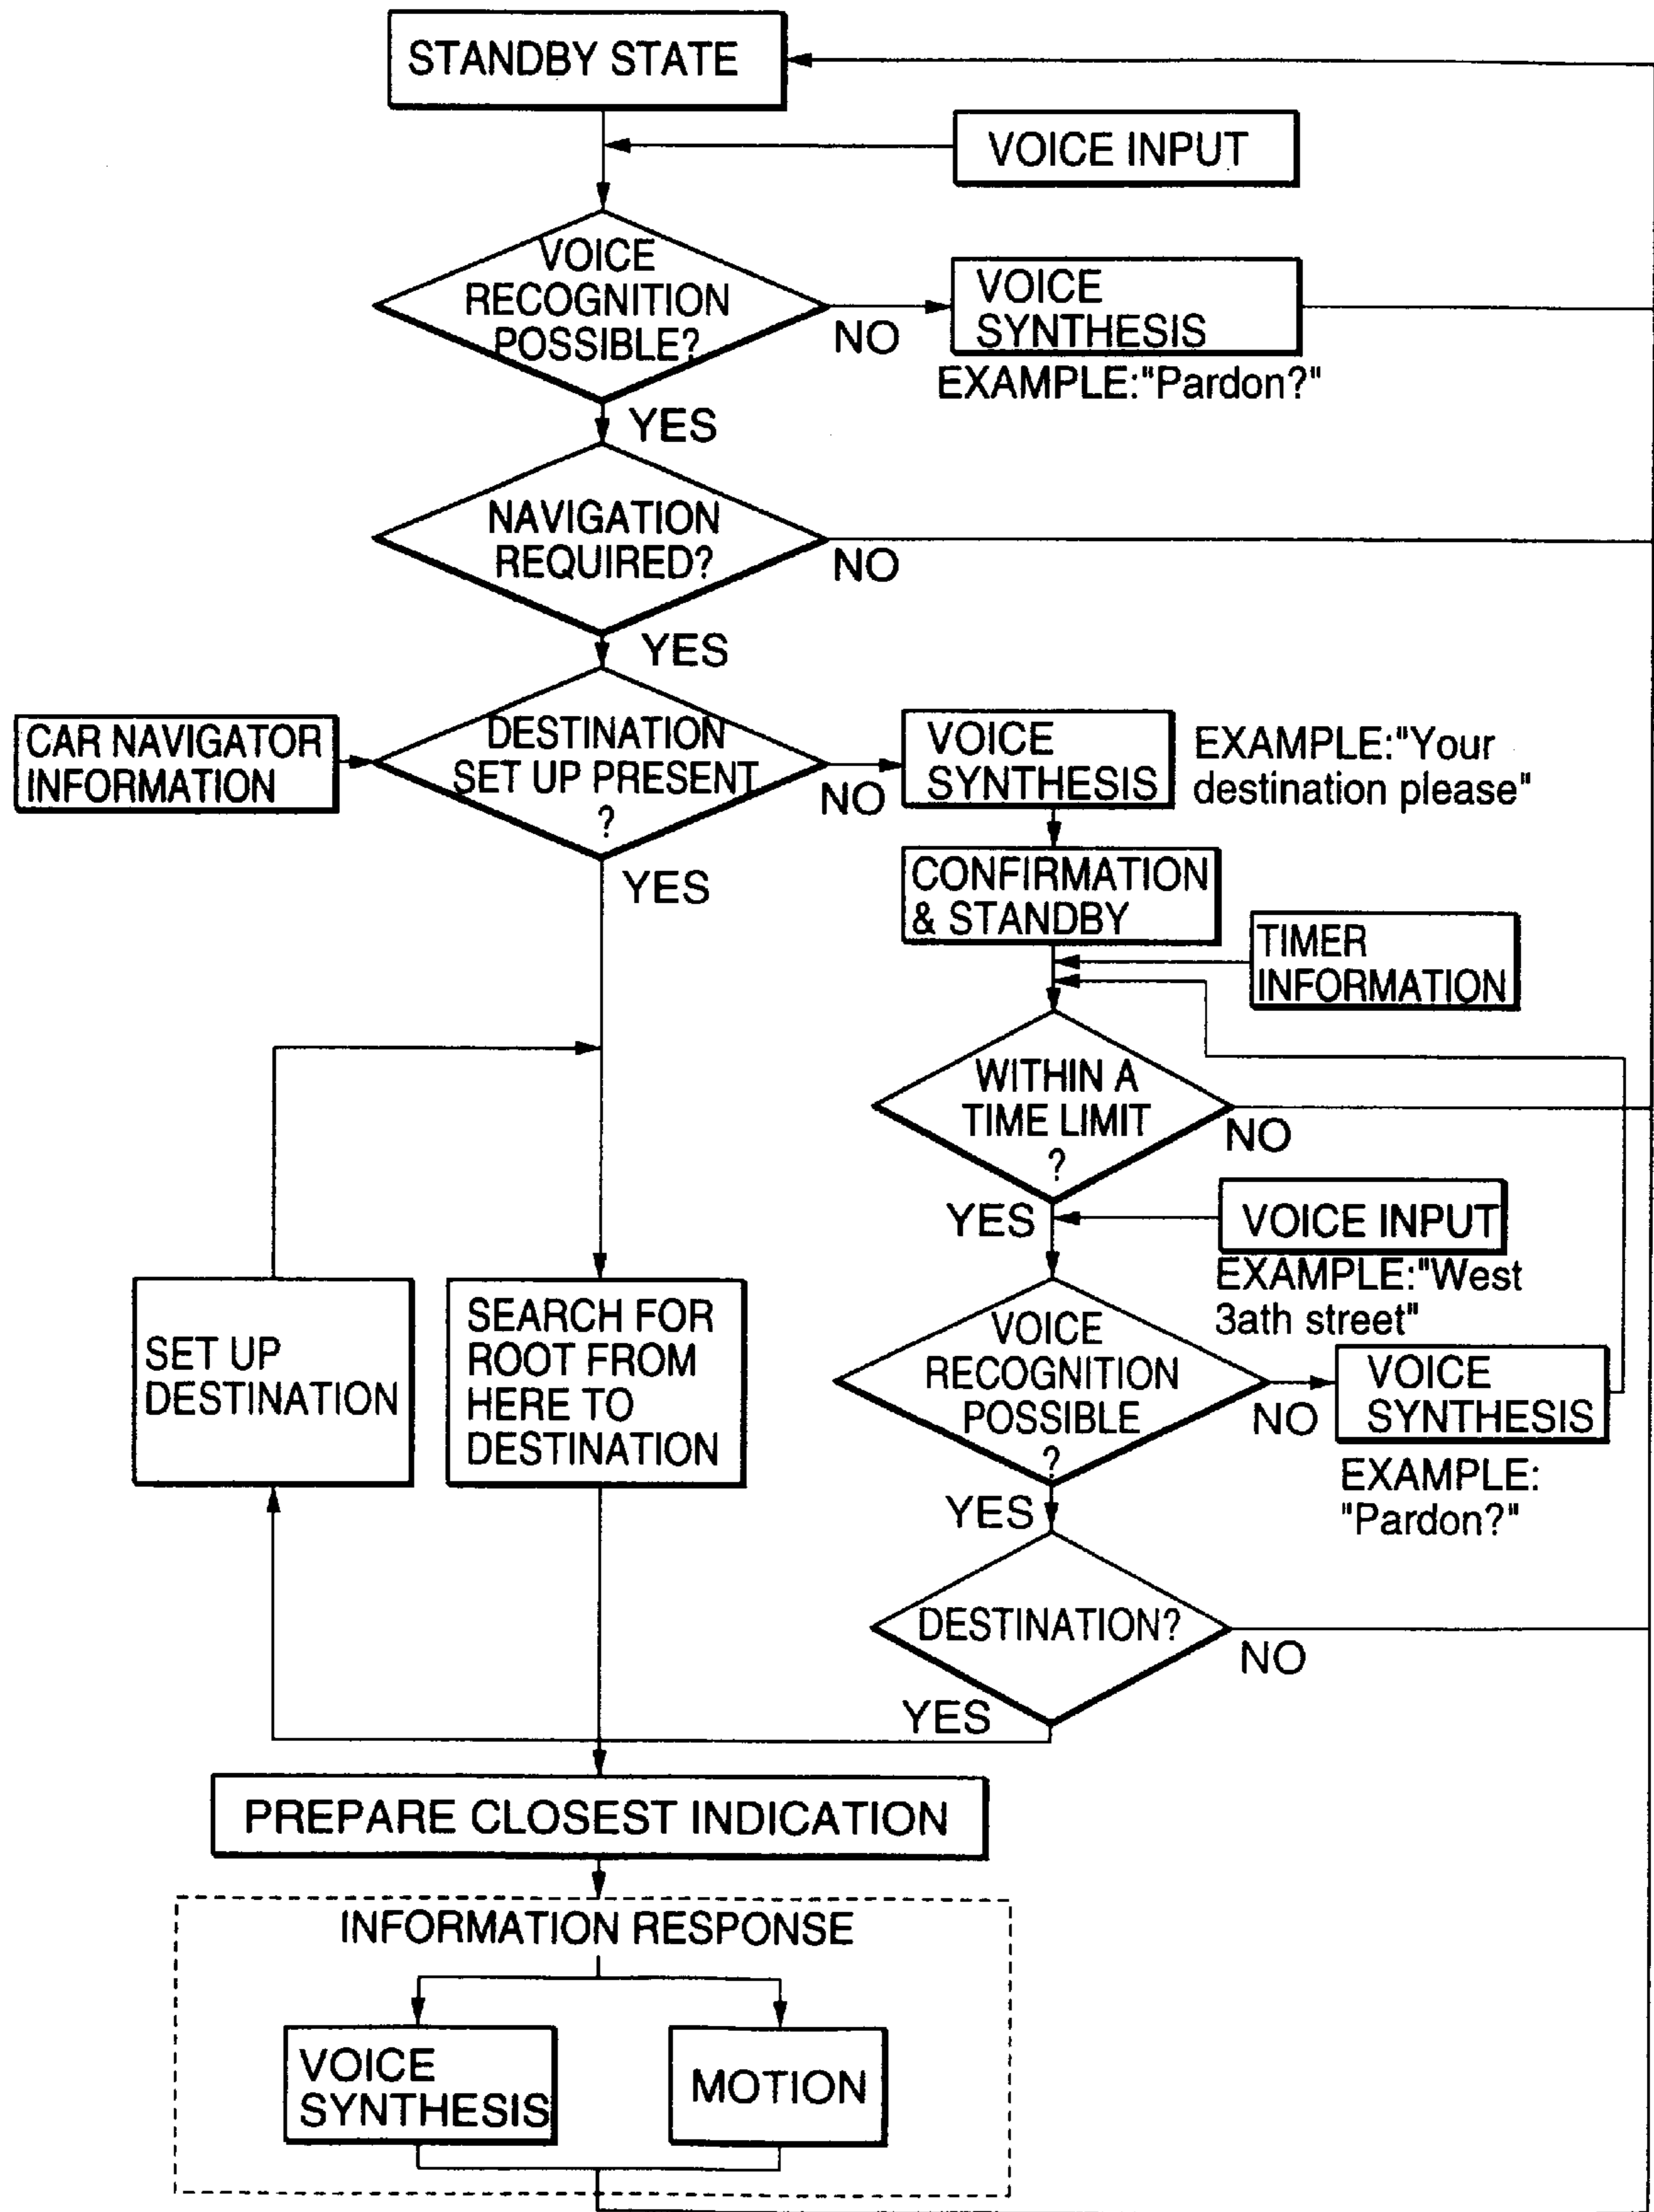 STANDBY STATE
VOICE INPUT
VOICE
RECOGNITION
POSSIBLE?
NO
VOICE
SYNTHESIS
EXAMPLE:"Pardon?"
YES
NAVIGATION
REQUIRED?
NO
YES
CAR NAVIGATOR
INFORMATION
DESTINATION
SET UP PRESENT
?
NO
VOICE
SYNTHESIS
EXAMPLE:"Your
destination please"
YES
CONFIRMATION
& STANDBY
TIMER
INFORMATION
WITHIN A
TIME LIMIT
?
NO
YES
VOICE INPUT
EXAMPLE:"West
3ath street"
SET UP
DESTINATION
SEARCH FOR
ROOT FROM
HERE TO
DESTINATION
VOICE
RECOGNITION
POSSIBLE
?
NO
VOICE
SYNTHESIS
EXAMPLE:
"Pardon?"
YES
DESTINATION?
NO
YES
PREPARE CLOSEST INDICATION
INFORMATION RESPONSE
VOICE
SYNTHESIS
MOTION